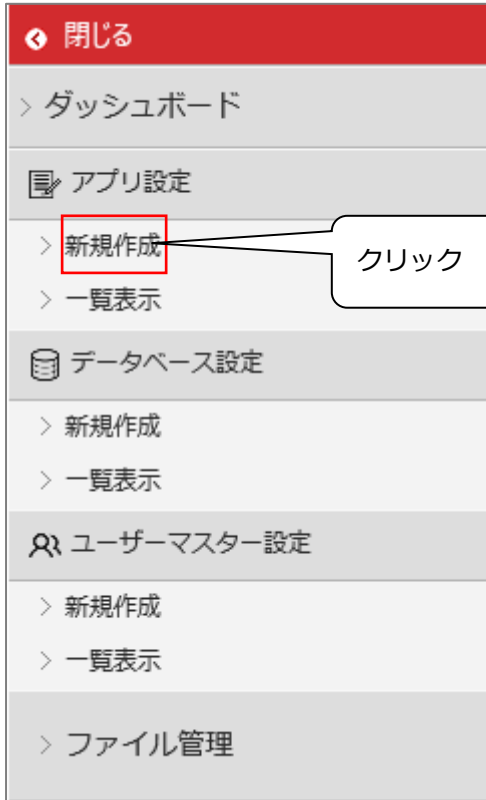 閉じる
ダッシュボード
アプリ設定
新規作成
クリック
一覧表示
データベース設定
新規作成
一覧表示
ユーザーマスター設定
新規作成
一覧表示
ファイル管理